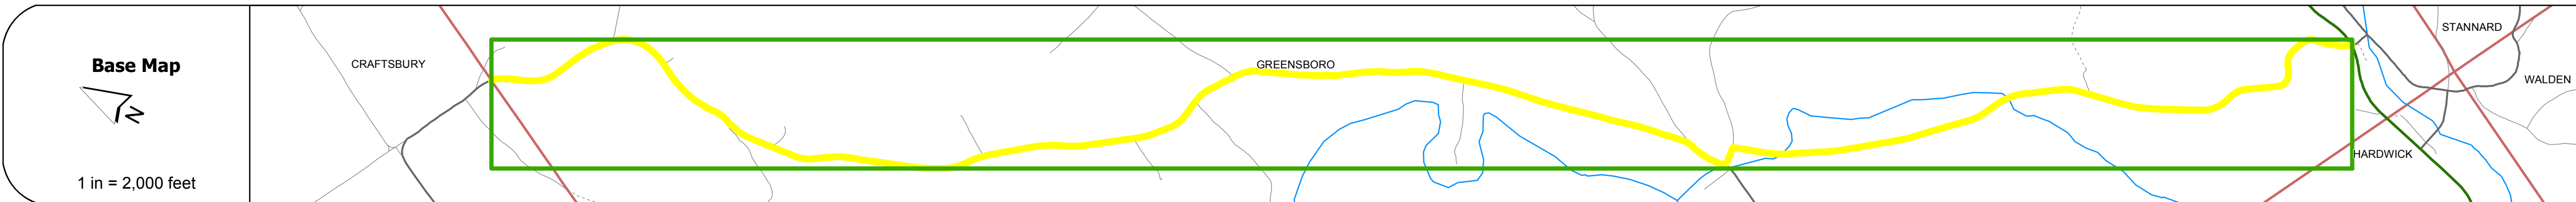 Base Map
N
1 in = 2,000 feet
CRAFTSBURY
GREENSBORO
STANNARD
WALDEN
HARDWICK